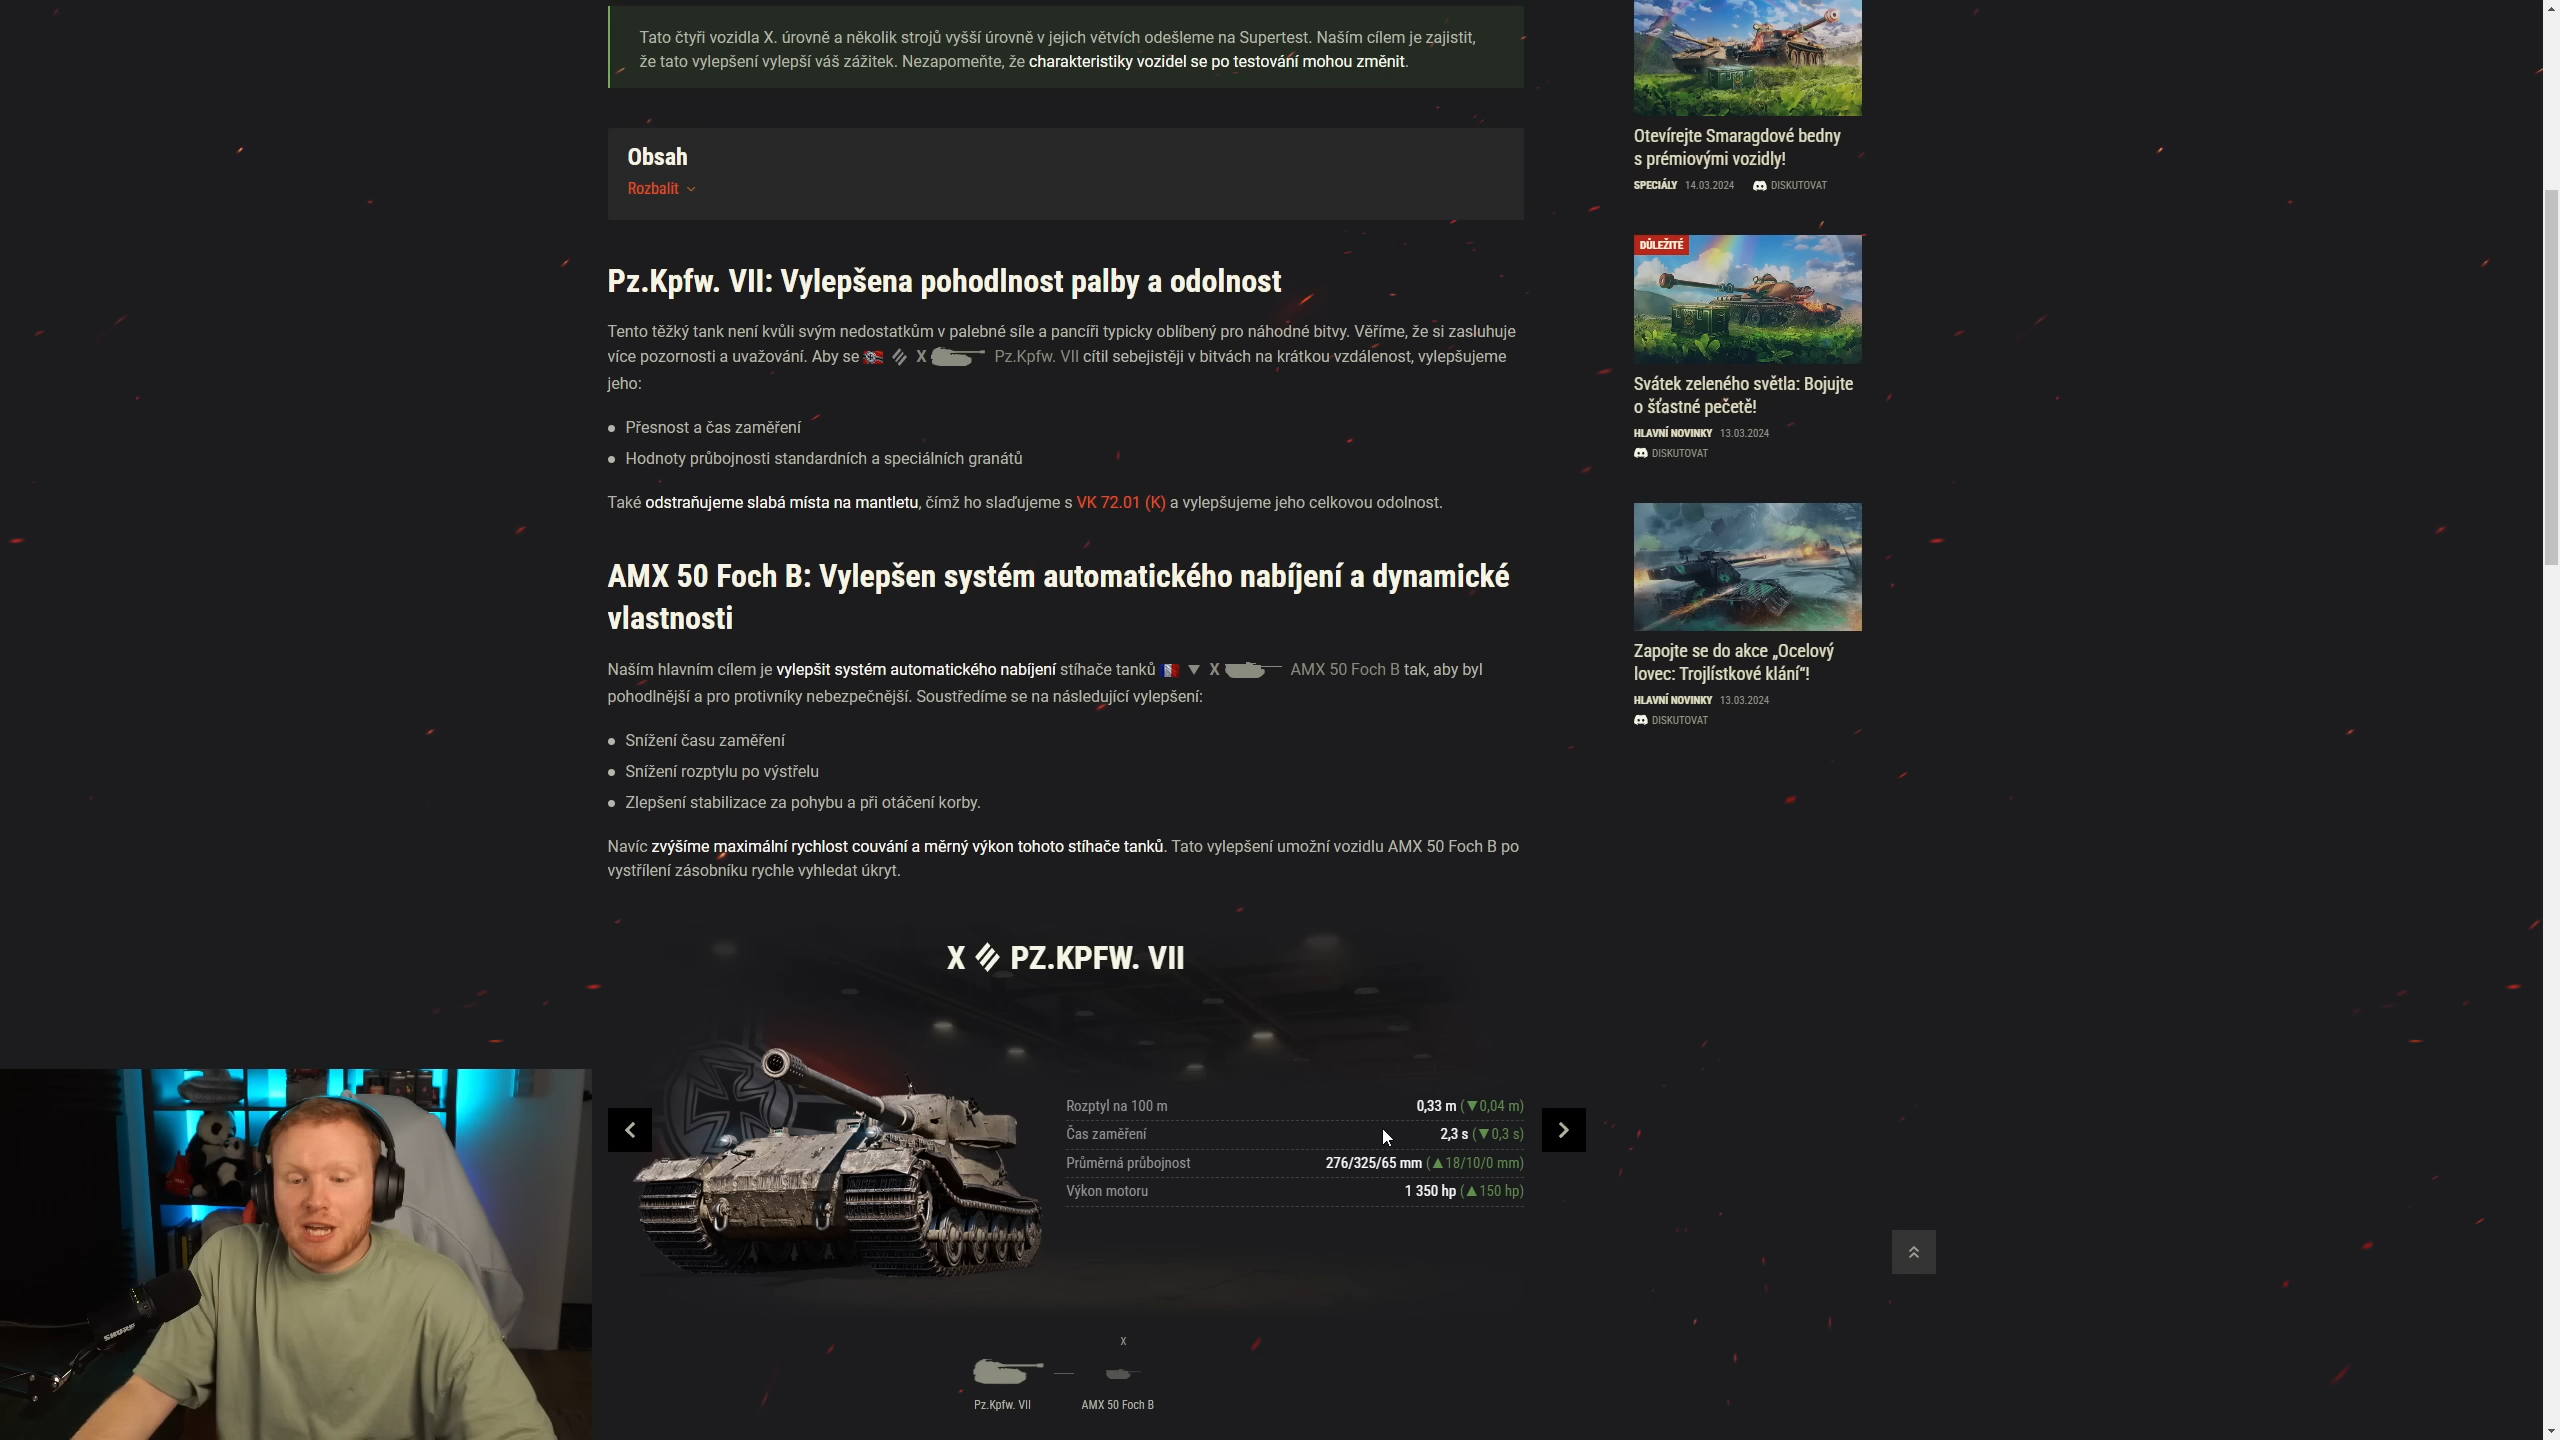 Tato čtyři vozidla X. úrovně a několik strojů vyšší úrovně v jejich větvích odešleme na Supertest. Naším cílem je zajistit,
že tato vylepšení vylepší váš zážitek. Nezapomeňte, že charakteristiky vozidel se po testování mohou změnit.
Obsah
Rozbalit
Pz.Kpfw. VII: Vylepšena pohodlnost palby a odolnost
Tento těžký tank není kvůli svým nedostatkům v palebné síle a pancíři typicky oblíbený pro náhodné bitvy. Věříme, že si zasluhuje
více pozornosti a uvažování. Aby se X Pz.Kpfw. VII cítil sebejistěji v bitvách na krátkou vzdálenost, vylepšujeme
jeho:
Přesnost a čas zaměření
Hodnoty průbojnosti standardních a speciálních granátů
Také odstraňujeme slabá místa na mantletu, čímž ho slaďujeme s VK 72.01 (K) a vylepšujeme jeho celkovou odolnost.
AMX 50 Foch B: Vylepšen systém automatického nabíjení a dynamické
vlastnosti
Naším hlavním cílem je vylepšit systém automatického nabíjení stíhače tanků X AMX 50 Foch B tak, aby byl
pohodlnější a pro protivníky nebezpečnější. Soustředíme se na následující vylepšení:
Snížení času zaměření
Snížení rozptylu po výstřelu
Zlepšení stabilizace za pohybu a při otáčení korby.
Navíc zvýšíme maximální rychlost couvání a měrný výkon tohoto stíhače tanků. Tato vylepšení umožní vozidlu AMX 50 Foch B po
vystřílení zásobníku rychle vyhledat úkryt.
X PZ.KPFW. VII
Rozptyl na 100 m 0,33 m (▼0,04 m)
Čas zaměření 2,3 s (▼0,3 s)
Průměrná průbojnost 276/325/65 mm (▲18/10/0 mm)
Výkon motoru 1 350 hp (▲150 hp)
X
Pz.Kpfw. VII AMX 50 Foch B
Otevírejte Smaragdové bedny
s prémiovými vozidly!
SPECIÁLY 14.03.2024 DISKUTOVAT
DŮLEŽITÉ
Svátek zeleného světla: Bojujte
o šťastné pečetě!
HLAVNÍ NOVINKY 13.03.2024
DISKUTOVAT
Zapojte se do akce „Ocelový
lovec: Trojlístkové klání“!
HLAVNÍ NOVINKY 13.03.2024
DISKUTOVAT
SHURE